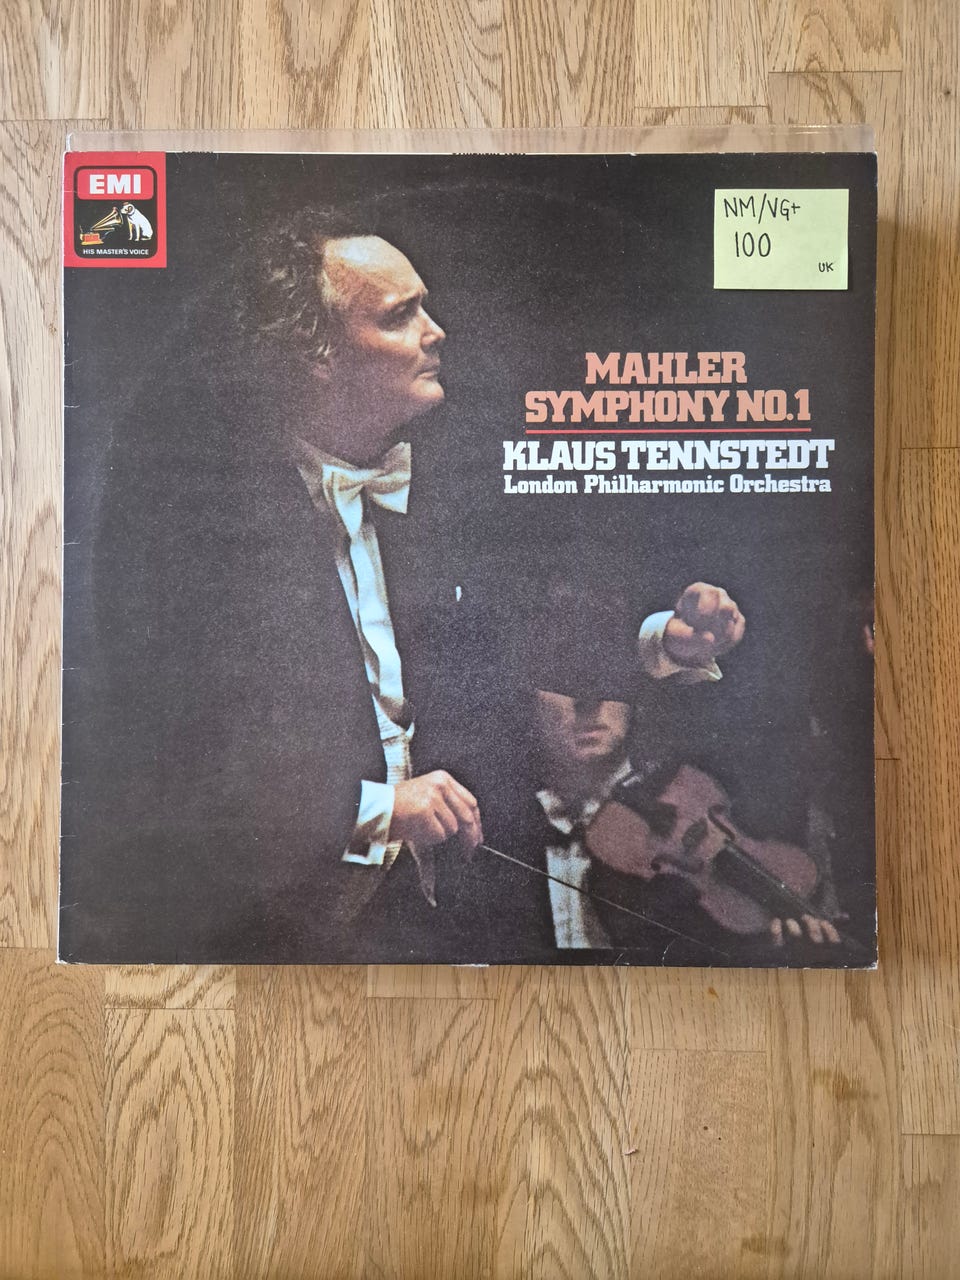 EMI
HIS MASTER'S VOICE
NM/VG+
100
UK
MAHLER
SYMPHONY NO.1
KLAUS TENNSTEDT
London Philharmonic Orchestra